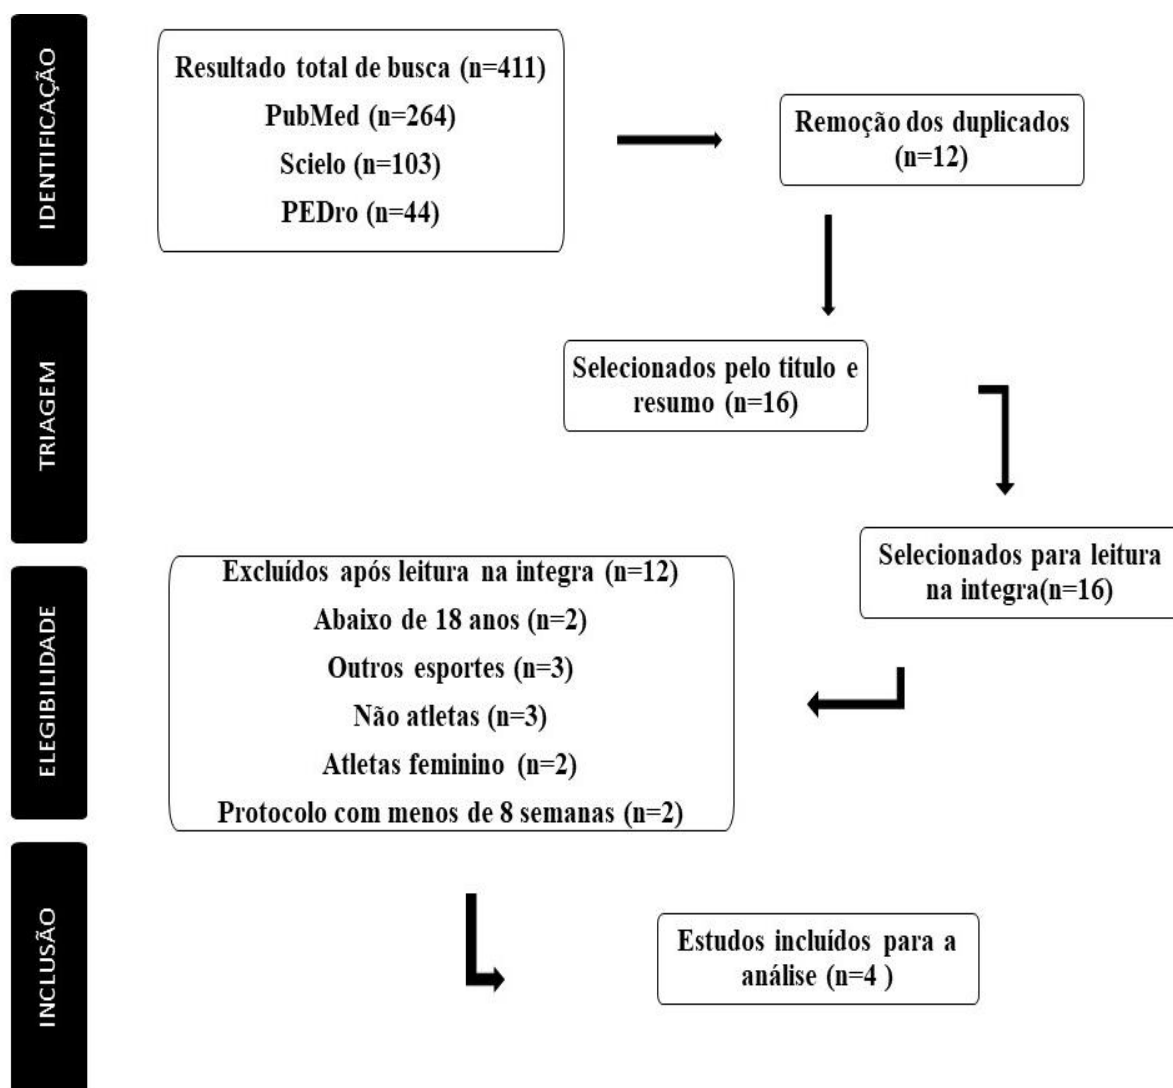 IDENTIFICAÇÃO
Resultado total de busca (n=411)
PubMed (n=264)
Scielo (n=103)
PEDro (n=44)
Remoção dos duplicados
(n=12)
TRIAGEM
Selecionados pelo titulo e
resumo (n=16)
Selecionados para leitura
na integra(n=16)
ELEGIBILIDADE
Excluídos após leitura na integra (n=12)
Abaixo de 18 anos (n=2)
Outros esportes (n=3)
Não atletas (n=3)
Atletas feminino (n=2)
Protocolo com menos de 8 semanas (n=2)
INCLUSÃO
Estudos incluídos para a
análise (n=4 )